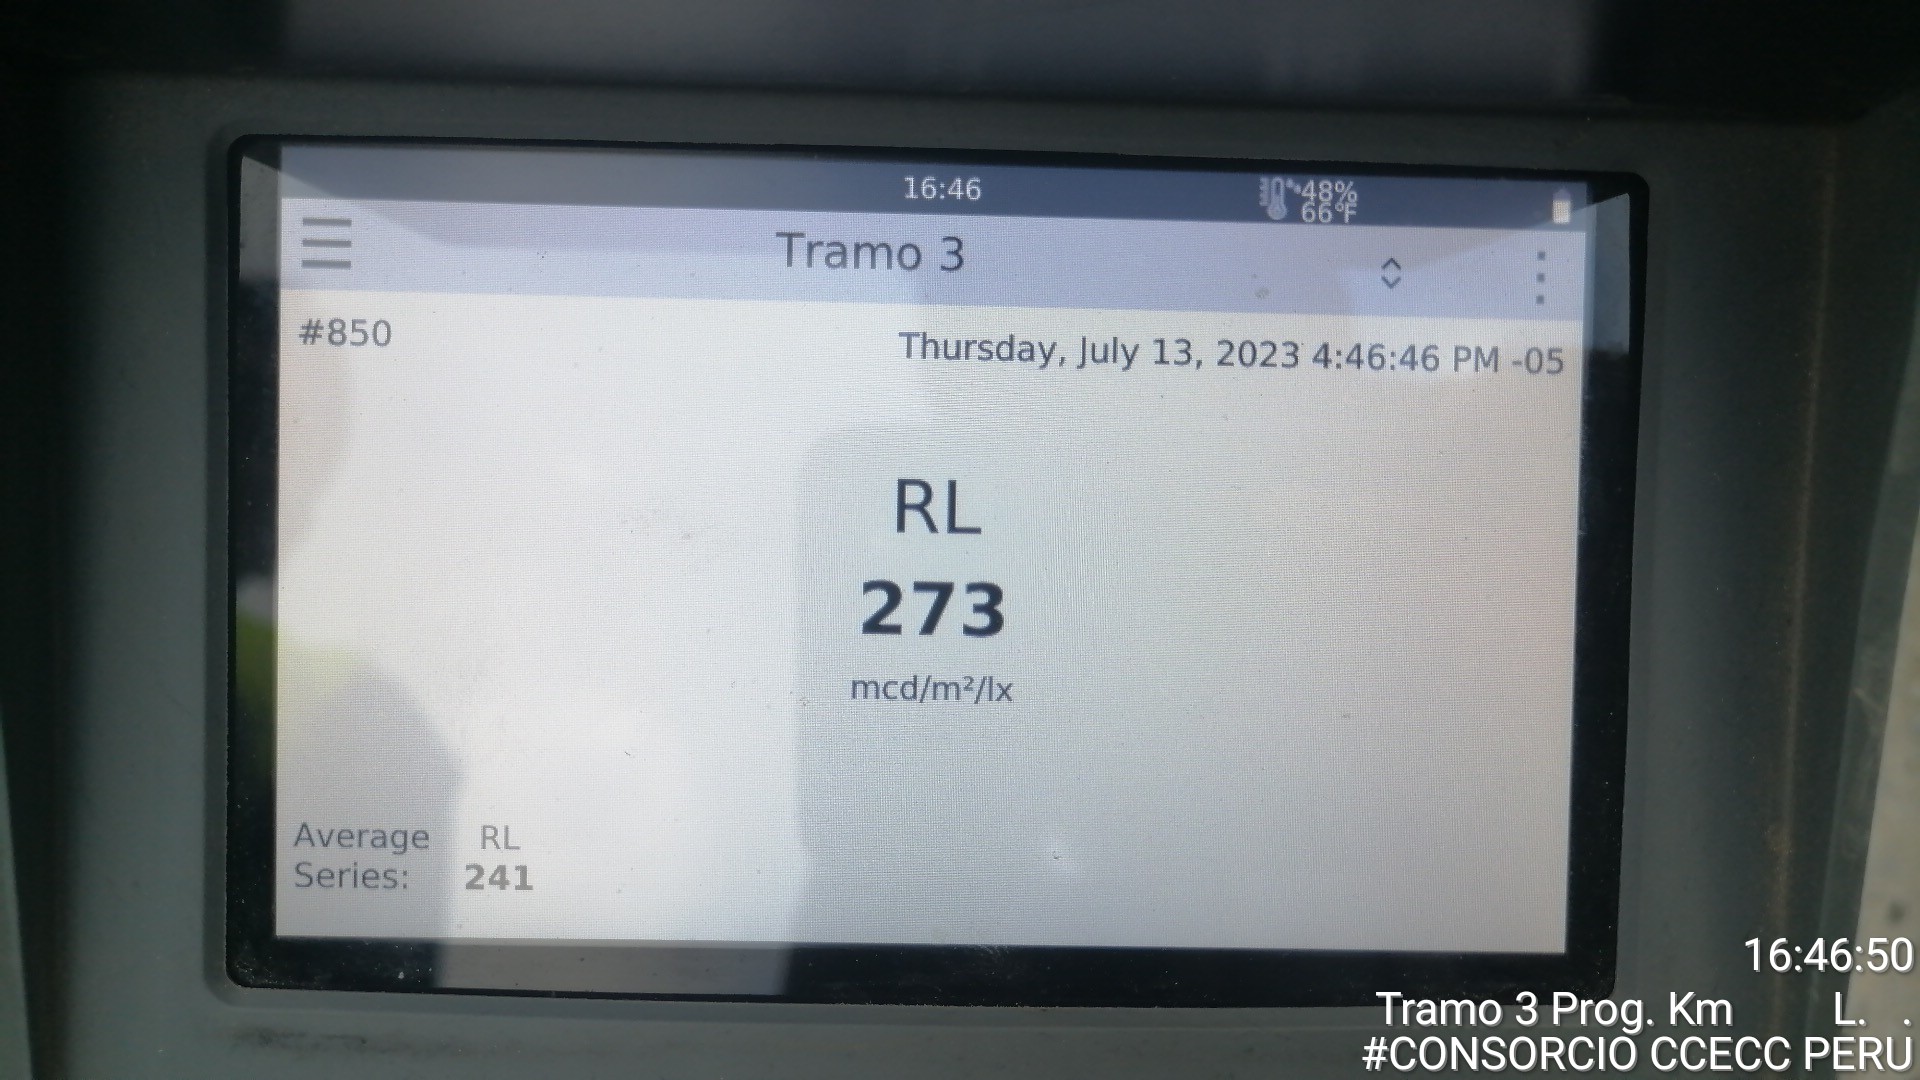 16:46
48%
66°F
Tramo 3
#850
Thursday, July 13, 2023 4:46:46 PM -05
RL
273
mcd/m²/lx
Average RL
Series: 241
16:46:50
Tramo 3 Prog. Km L. .
#CONSORCIO CCECC PERU